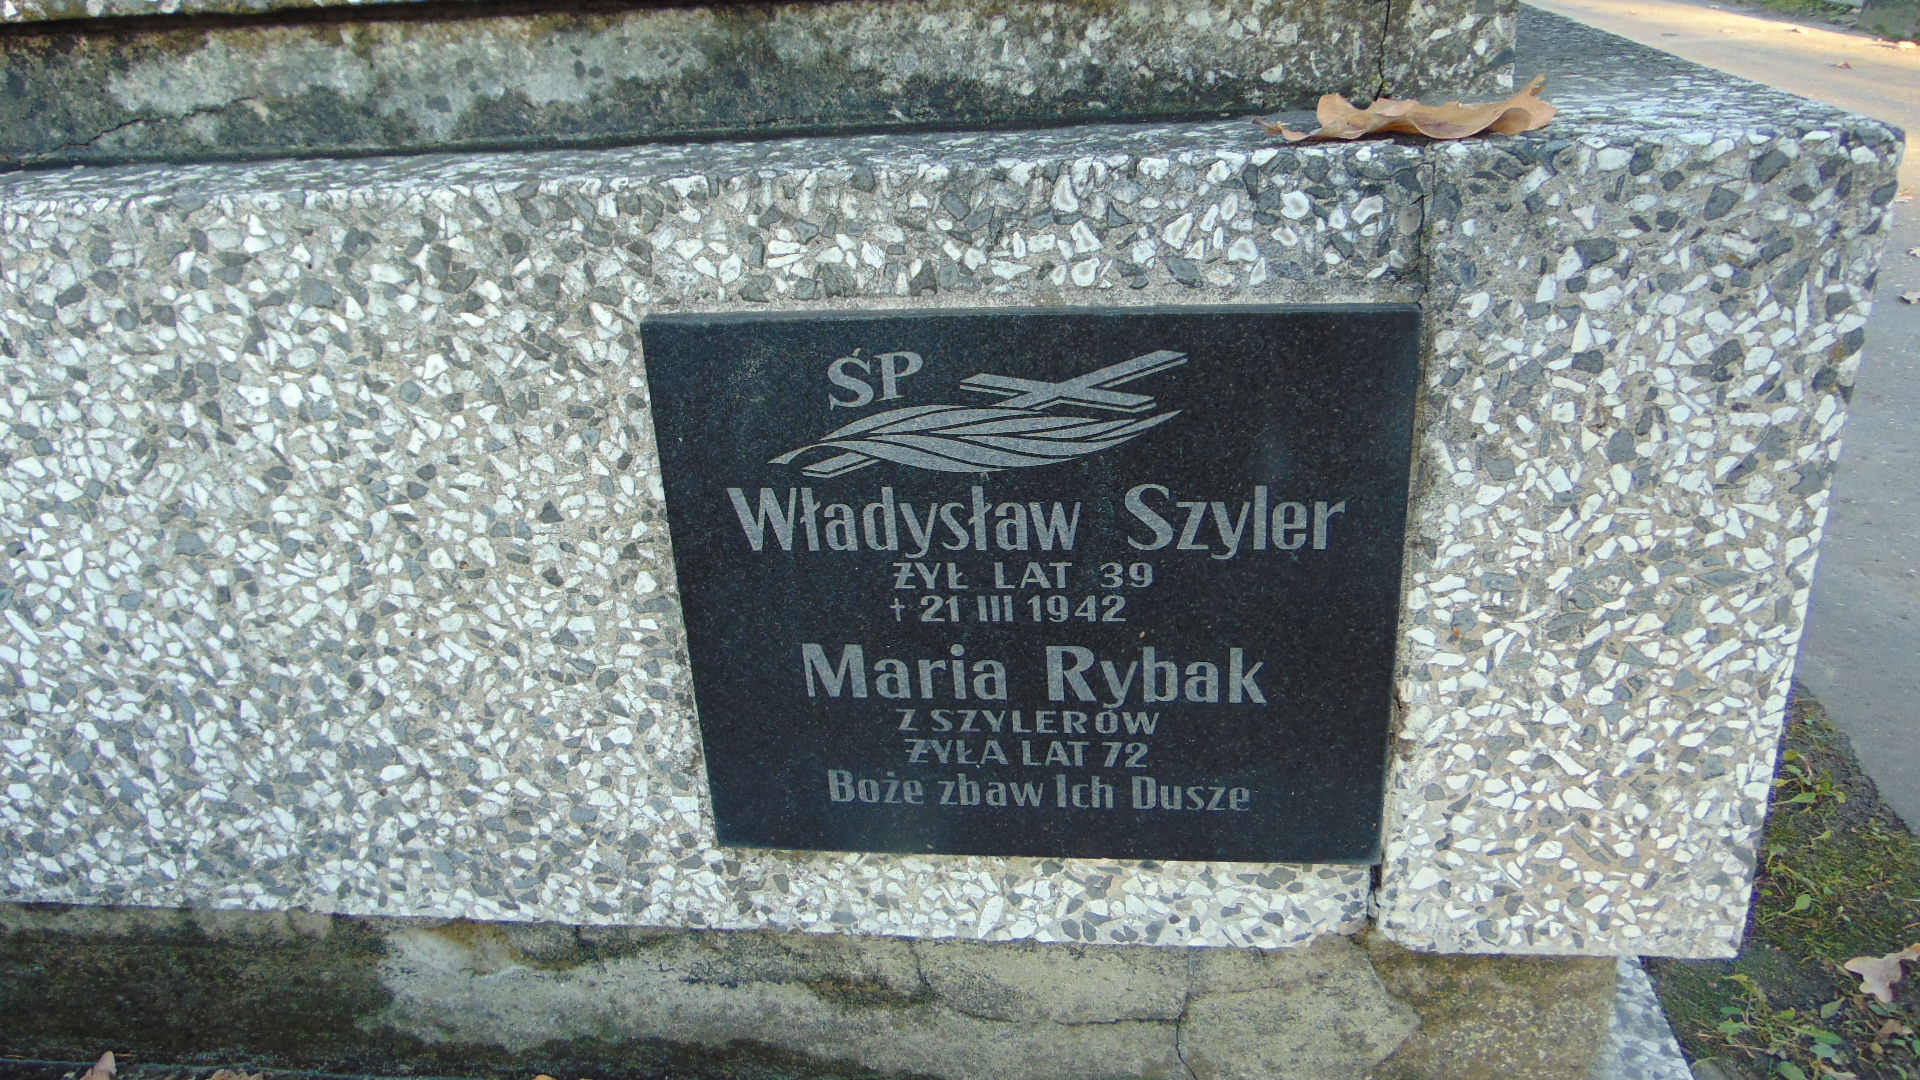 ŚP
Władysław Szyler
ŻYŁ LAT 39
† 21 III 1942
Maria Rybak
Z SZYLERÓW
ŻYŁA LAT 72
Boże zbaw Ich Dusze